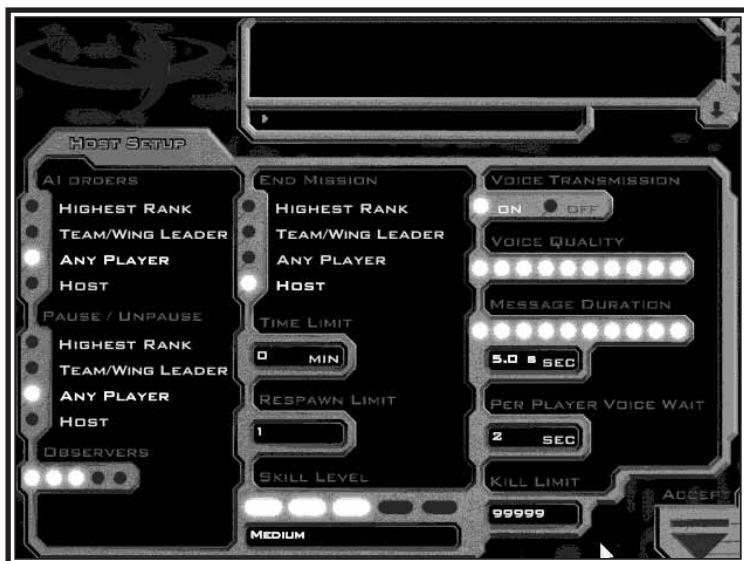 HOST SETUP
AI ORDERS
HIGHEST RANK
TEAM/WING LEADER
ANY PLAYER
HOST
PAUSE / UNPAUSE
HIGHEST RANK
TEAM/WING LEADER
ANY PLAYER
HOST
OBSERVERS
END MISSION
HIGHEST RANK
TEAM/WING LEADER
ANY PLAYER
HOST
TIME LIMIT
0 MIN
RESPAWN LIMIT
1
SKILL LEVEL
MEDIUM
VOICE TRANSMISSION
ON OFF
VOICE QUALITY
MESSAGE DURATION
5.0 s SEC
PER PLAYER VOICE WAIT
2 SEC
KILL LIMIT
99999
ACCEPT